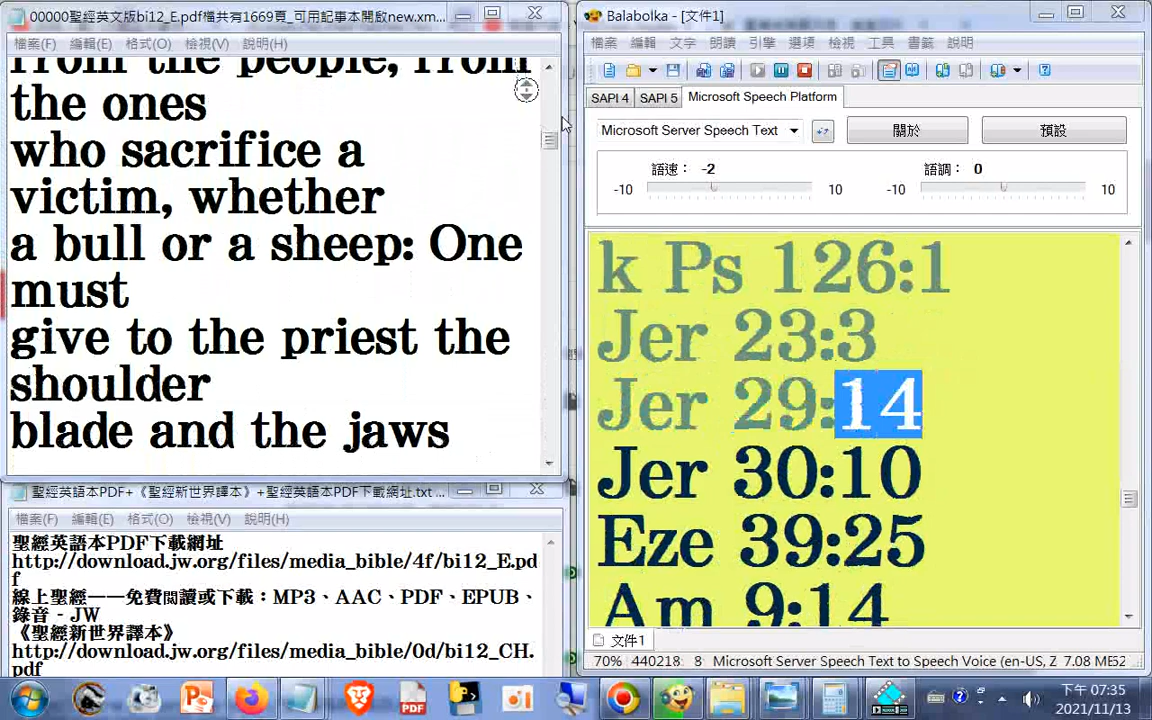 00000聖經英文版bi12_E.pdf檔共有1669頁_可用記事本開啟new.xm...
檔案(F) 編輯(E) 格式(O) 檢視(V) 說明(H)
from the people, from
the ones
who sacrifice a
victim, whether
a bull or a sheep: One
must
give to the priest the
shoulder
blade and the jaws
聖經英語本PDF+《聖經新世界譯本》+聖經英語本PDF下載網址.txt ...
檔案(F) 編輯(E) 格式(O) 檢視(V) 說明(H)
聖經英語本PDF下載網址
http://download.jw.org/files/media_bible/4f/bi12_E.pd
f
線上聖經——免費閱讀或下載：MP3、AAC、PDF、EPUB、
錄音 - JW
《聖經新世界譯本》
http://download.jw.org/files/media_bible/0d/bi12_CH.
pdf
Balabolka - [文件1]
檔案 編輯 文字 朗讀 引擎 選項 檢視 工具 書籤 說明
SAPI 4 SAPI 5 Microsoft Speech Platform
Microsoft Server Speech Text 關於 預設
語速： -2 語調： 0
-10 10 -10 10
k Ps 126:1
Jer 23:3
Jer 29:14
Jer 30:10
Eze 39:25
Am 9:14
文件1
70% 440218 8 Microsoft Server Speech Text to Speech Voice (en-US, Z 7.08 ME52
下午 07:35
2021/11/13